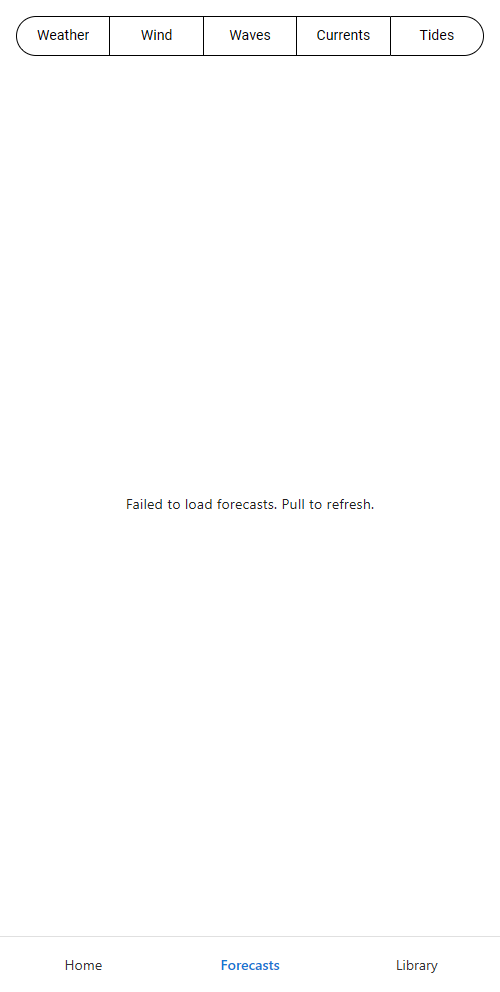 Weather Wind Waves Currents Tides
Failed to load forecasts. Pull to refresh.
Home Forecasts Library